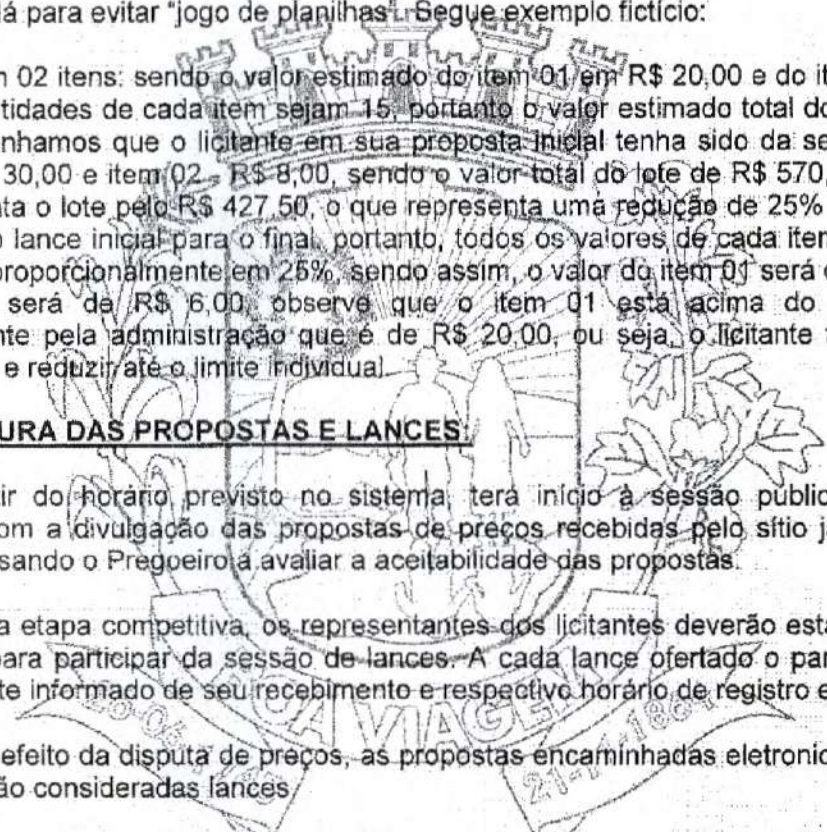 lá para evitar "jogo de planilhas". Segue exemplo fictício:
02 itens: sendo o valor estimado do item 01 em R$ 20,00 e do
tidades de cada item sejam 15, portanto o valor estimado total do
nhamos que o licitante em sua proposta inicial tenha sido da
30,00 e item 02 - R$ 8,00, sendo o valor total do lote de R$ 570,
ta o lote pelo R$ 427,50, o que representa uma redução de 25%
lance inicial para o final, portanto, todos os valores de cada
proporcionalmente em 25%, sendo assim, o valor do item 01 será
será de R$ 6,00, observe que o item 01 está acima do
nte pela administração que é de R$ 20,00, ou seja, o licitante
e reduzir até o limite individual.
URA DAS PROPOSTAS E LANCES:
ir do horário previsto no sistema, terá início à sessão públic
om a divulgação das propostas de preços recebidas pelo sítio
sando o Pregoeiro a avaliar a aceitabilidade das propostas.
a etapa competitiva, os representantes dos licitantes deverão est
para participar da sessão de lances. A cada lance ofertado o par
te informado de seu recebimento e respectivo horário de registro e
efeito da disputa de preços, as propostas encaminhadas eletronic
ão consideradas lances
BOA VIAGEM
21-11-1864